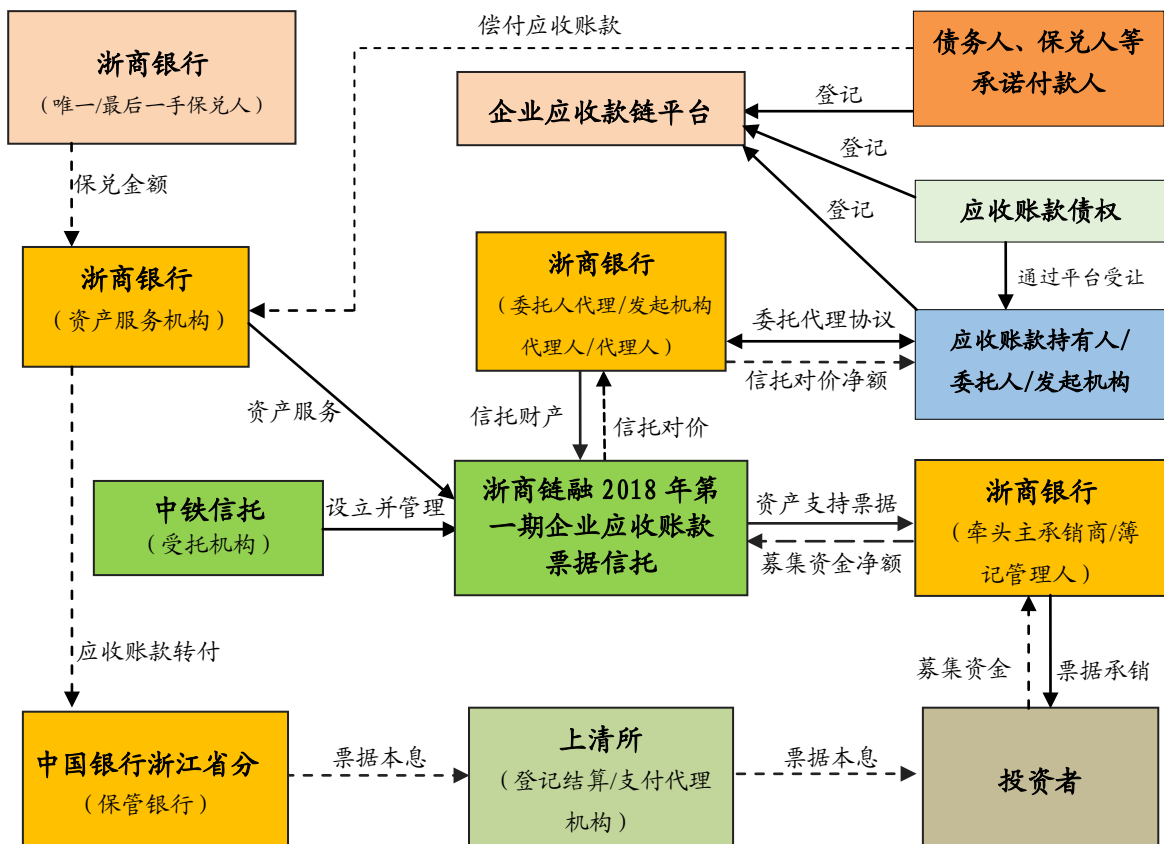 偿付应收账款
浙商银行
（唯一/最后一手保兑人）
债务人、保兑人等
承诺付款人
企业应收款链平台
登记
登记
保兑金额
登记
应收账款债权
通过平台受让
浙商银行
（资产服务机构）
浙商银行
（委托人代理/发起机构
代理人/代理人）
委托代理协议
信托对价净额
应收账款持有人/
委托人/发起机构
资产服务
信托财产
信托对价
中铁信托
（受托机构）
设立并管理
浙商链融 2018 年第
一期企业应收账款
票据信托
资产支持票据
募集资金净额
浙商银行
（牵头主承销商/簿
记管理人）
应收账款转付
募集资金
票据承销
中国银行浙江省分
（保管银行）
票据本息
上清所
（登记结算/支付代理
机构）
票据本息
投资者